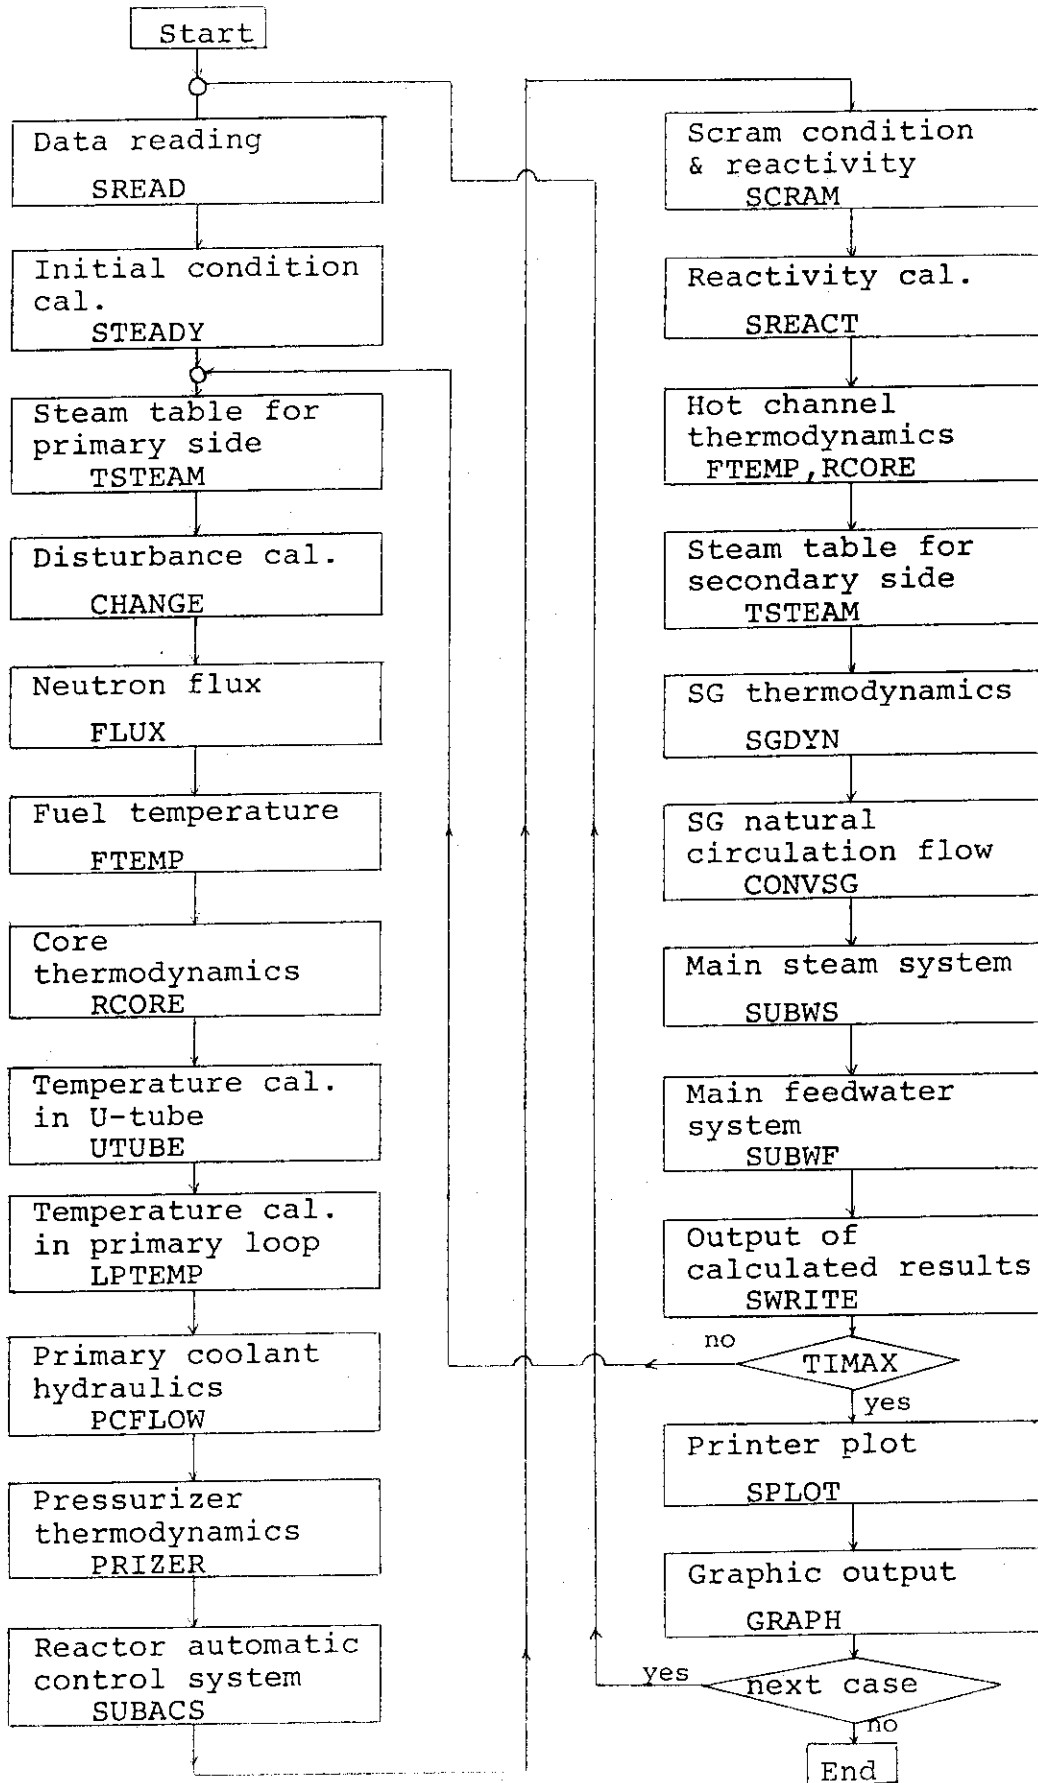 Start
Data reading
SREAD
Initial condition
cal.
STEADY
Steam table for
primary side
TSTEAM
Disturbance cal.
CHANGE
Neutron flux
FLUX
Fuel temperature
FTEMP
Core
thermodynamics
RCORE
Temperature cal.
in U-tube
UTUBE
Temperature cal.
in primary loop
LPTEMP
Primary coolant
hydraulics
PCFLOW
Pressurizer
thermodynamics
PRIZER
Reactor automatic
control system
SUBACS
Scram condition
& reactivity
SCRAM
Reactivity cal.
SREACT
Hot channel
thermodynamics
FTEMP,RCORE
Steam table for
secondary side
TSTEAM
SG thermodynamics
SGDYN
SG natural
circulation flow
CONVSG
Main steam system
SUBWS
Main feedwater
system
SUBWF
Output of
calculated results
SWRITE
no
TIMAX
yes
Printer plot
SPLOT
Graphic output
GRAPH
yes
next case
no
End